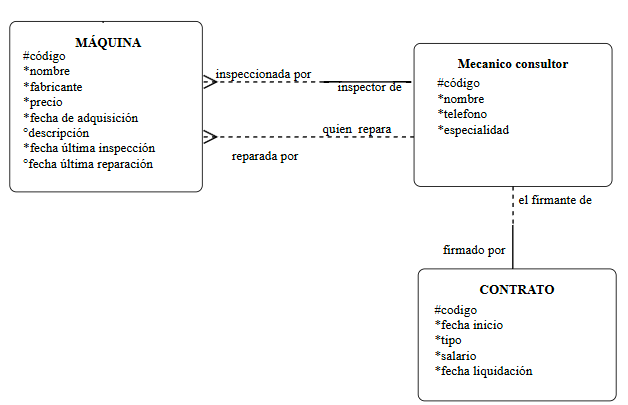 MÁQUINA
#código
*nombre
*fabricante
*precio
*fecha de adquisición
°descripción
*fecha última inspección
°fecha última reparación
inspeccionada por
inspector de
quien repara
reparada por
Mecanico consultor
#código
*nombre
*telefono
*especialidad
el firmante de
firmado por
CONTRATO
#codigo
*fecha inicio
*tipo
*salario
*fecha liquidación